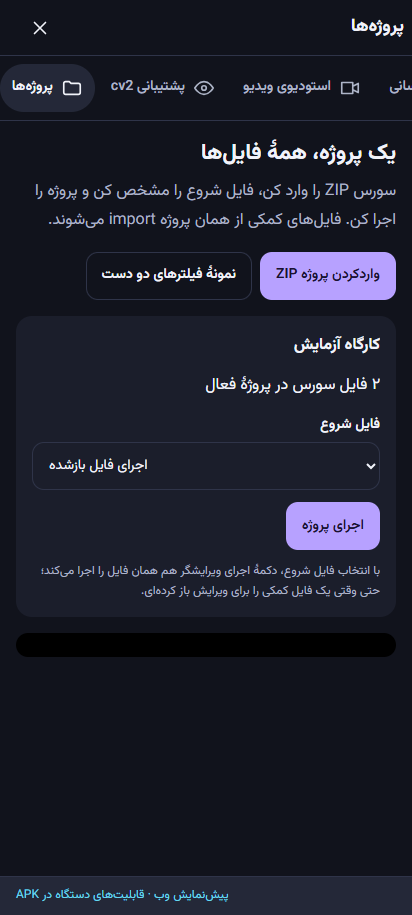 پروژه‌ها
پروژه‌ها
پشتیبانی cv2
استودیوی ویدیو
یک پروژه، همهٔ فایل‌ها
سورس ZIP را وارد کن، فایل شروع را مشخص کن و پروژه را
اجرا کن. فایل‌های کمکی از همان پروژه import می‌شوند.
واردکردن پروژه ZIP
نمونهٔ فیلترهای دو دست
کارگاه آزمایش
۲ فایل سورس در پروژهٔ فعال
فایل شروع
اجرای فایل بازشده
اجرای پروژه
با انتخاب فایل شروع، دکمهٔ اجرای ویرایشگر هم همان فایل را اجرا می‌کند؛
حتی وقتی یک فایل کمکی را برای ویرایش باز کرده‌ای.
پیش‌نمایش وب · قابلیت‌های دستگاه در APK